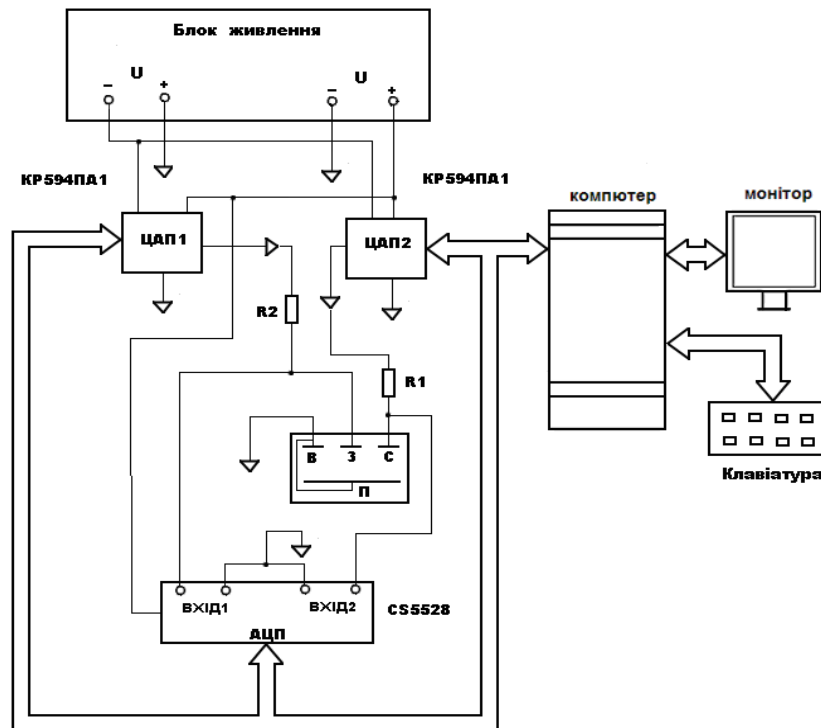 Блок живлення
U
U
− + − +
КР594ПА1
КР594ПА1
компютер
монітор
ЦАП1
ЦАП2
R2
R1
В З С
П
Клавіатура
ВХІД1 ВХІД2
CS5528
АЦП